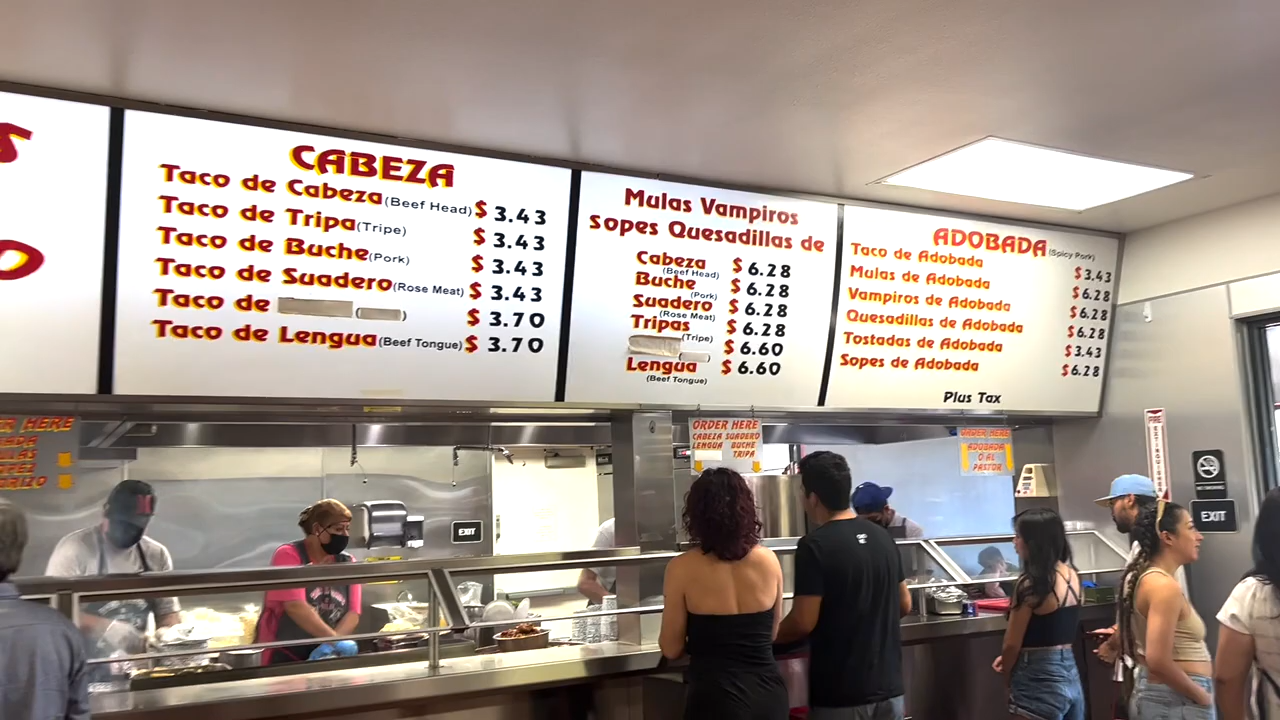 S
O
CABEZA
Taco de Cabeza (Beef Head) $ 3.43
Taco de Tripa (Tripe) $ 3.43
Taco de Buche (Pork) $ 3.43
Taco de Suadero (Rose Meat) $ 3.43
Taco de $ 3.70
Taco de Lengua (Beef Tongue) $ 3.70
Mulas Vampiros
sopes Quesadillas de
Cabeza $ 6.28
(Beef Head)
Buche $ 6.28
(Pork)
Suadero $ 6.28
(Rose Meat)
Tripas $ 6.28
(Tripe)
$ 6.60
Lengua $ 6.60
(Beef Tongue)
ADOBADA (Spicy Pork)
Taco de Adobada $ 3.43
Mulas de Adobada $ 6.28
Vampiros de Adobada $ 6.28
Quesadillas de Adobada $ 6.28
Tostadas de Adobada $ 3.43
Sopes de Adobada $ 6.28
Plus Tax
HERE
ORDER HERE
CABEZA SUADERO
LENGUA BUCHE
TRIPA
ORDER HERE
ADOBADA
O AL
PASTOR
FIRE EXTINGUISHER
NO SMOKING
EXIT
EXIT